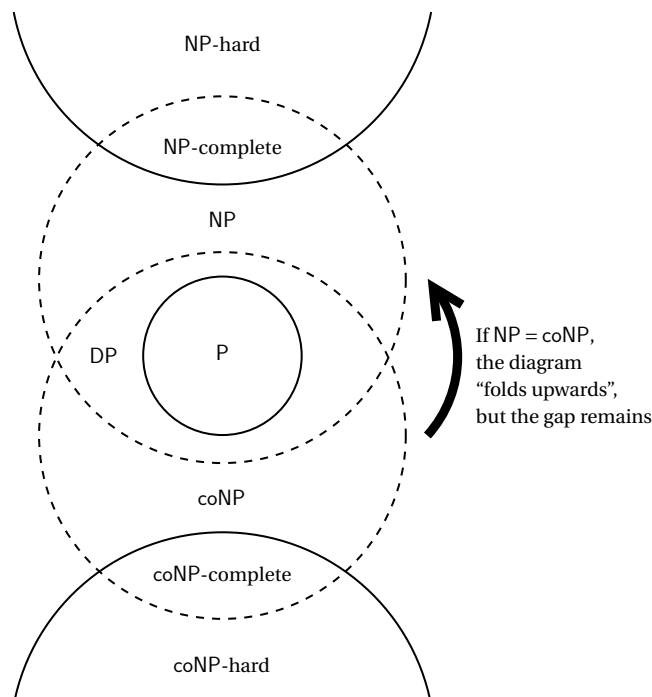 NP-hard
NP-complete
NP
DP
P
If NP = coNP,
the diagram
“folds upwards”,
but the gap remains
coNP
coNP-complete
coNP-hard